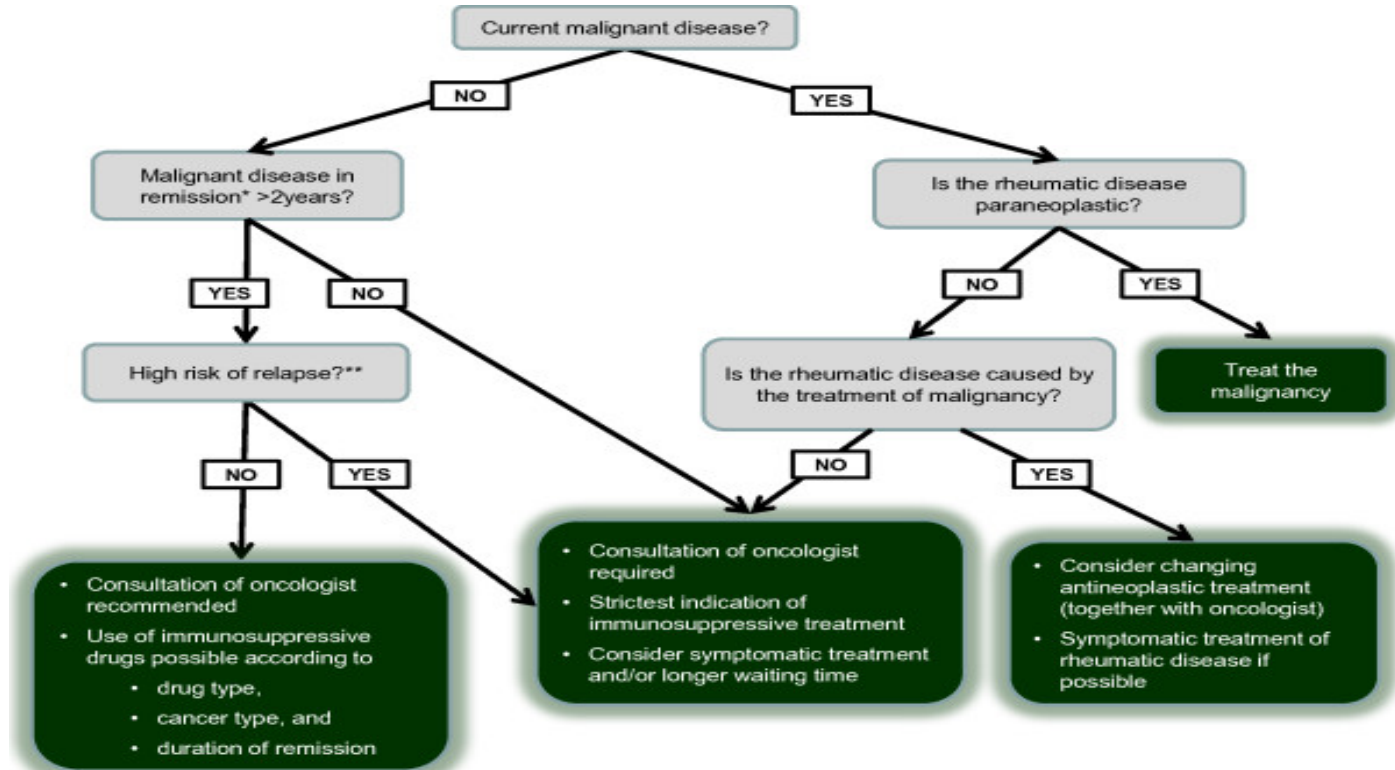 Current malignant disease?
NO
YES
Malignant disease in
remission* >2years?
Is the rheumatic disease
paraneoplastic?
YES
NO
NO
YES
High risk of relapse?**
Is the rheumatic disease caused by
the treatment of malignancy?
Treat the
malignancy
NO
YES
NO
YES
• Consultation of oncologist
recommended
• Use of immunosuppressive
drugs possible according to
• drug type,
• cancer type, and
• duration of remission
• Consultation of oncologist
required
• Strictest indication of
immunosuppressive treatment
• Consider symptomatic treatment
and/or longer waiting time
• Consider changing
antineoplastic treatment
(together with oncologist)
• Symptomatic treatment of
rheumatic disease if
possible